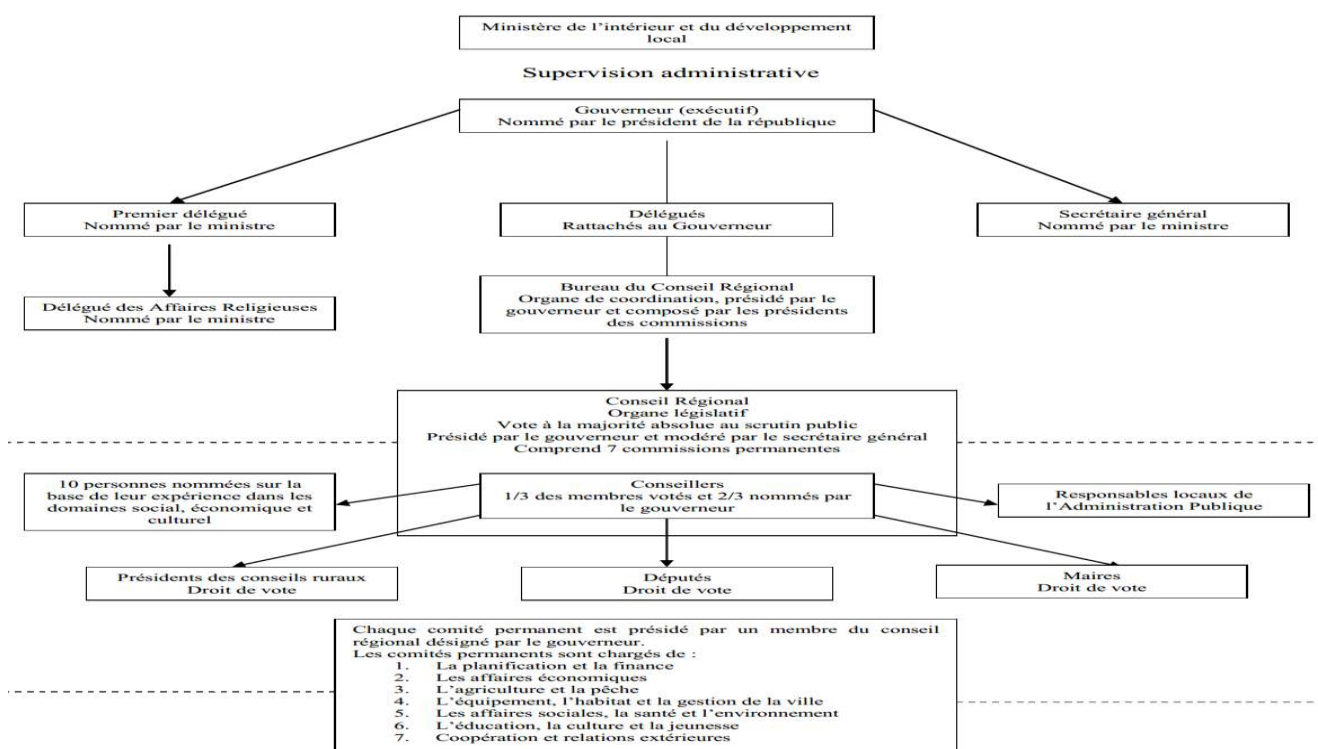 Ministère de l'intérieur et du développement
local
Supervision administrative
Gouverneur (exécutif)
Nommé par le président de la république
Premier délégué
Nommé par le ministre
Délégués
Rattachés au Gouverneur
Secrétaire général
Nommé par le ministre
Délégué des Affaires Religieuses
Nommé par le ministre
Bureau du Conseil Régional
Organe de coordination, présidé par le
gouverneur et composé par les présidents
des commissions
Conseil Régional
Organe législatif
Vote à la majorité absolue au scrutin public
Présidé par le gouverneur et modéré par le secrétaire général
Comprend 7 commissions permanentes
10 personnes nommées sur la
base de leur expérience dans les
domaines social, économique et
culturel
Conseillers
1/3 des membres votés et 2/3 nommés par
le gouverneur
Responsables locaux de
l'Administration Publique
Présidents des conseils ruraux
Droit de vote
Députés
Droit de vote
Maires
Droit de vote
Chaque comité permanent est présidé par un membre du conseil
régional désigné par le gouverneur.
Les comités permanents sont chargés de :
1. La planification et la finance
2. Les affaires économiques
3. L'agriculture et la pêche
4. L'équipement, l'habitat et la gestion de la ville
5. Les affaires sociales, la santé et l'environnement
6. L'éducation, la culture et la jeunesse
7. Coopération et relations extérieures